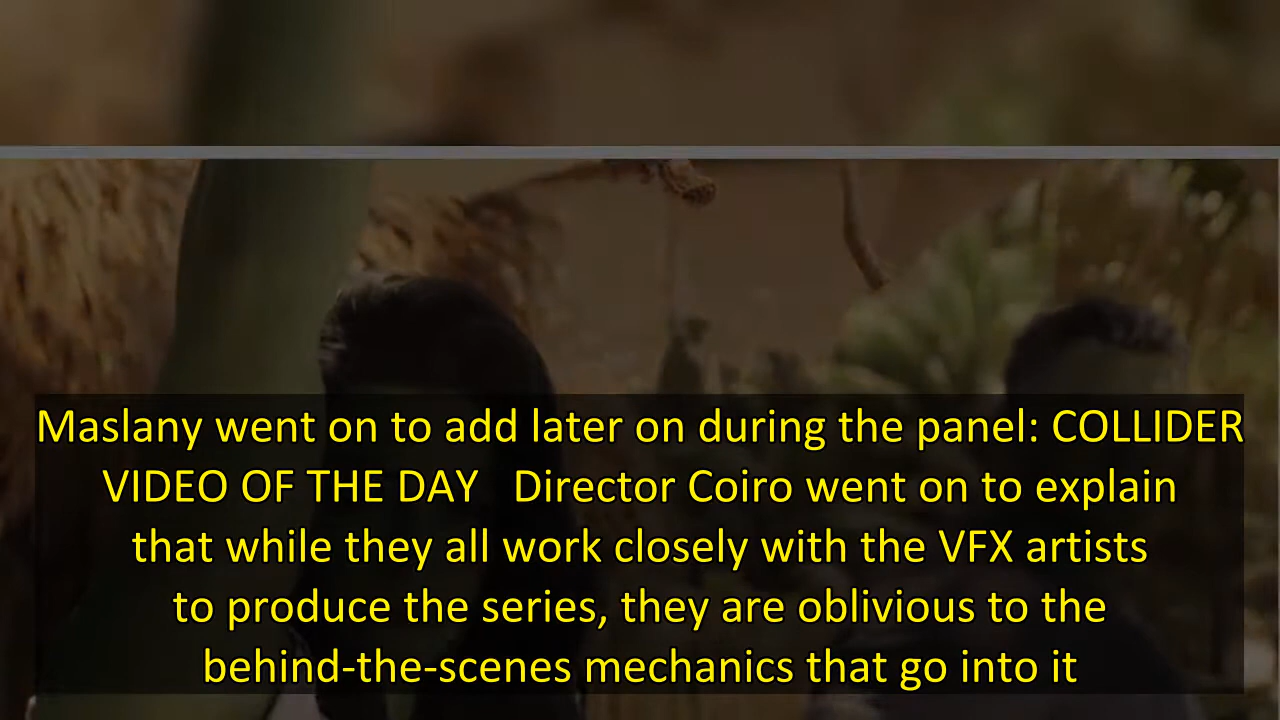 Maslany went on to add later on during the panel: COLLIDER
VIDEO OF THE DAY   Director Coiro went on to explain
that while they all work closely with the VFX artists
to produce the series, they are oblivious to the
behind-the-scenes mechanics that go into it